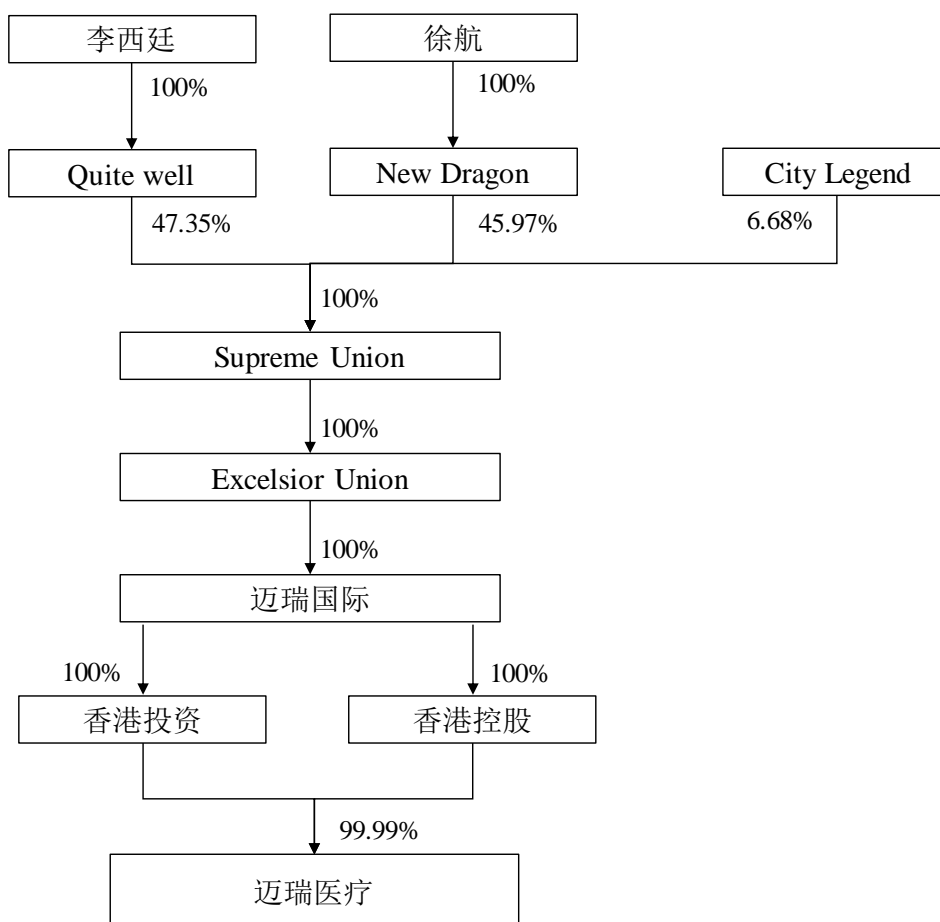 李西廷
徐航
100%
100%
Quite well
New Dragon
City Legend
47.35%
45.97%
6.68%
100%
Supreme Union
100%
Excelsior Union
100%
迈瑞国际
100%
100%
香港投资
香港控股
99.99%
迈瑞医疗